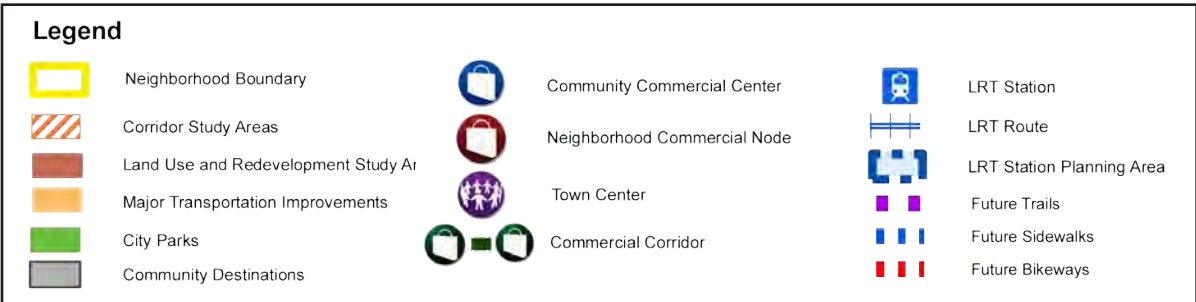 Legend
Neighborhood Boundary
Corridor Study Areas
Land Use and Redevelopment Study Ar
Major Transportation Improvements
City Parks
Community Destinations
Community Commercial Center
Neighborhood Commercial Node
Town Center
Commercial Corridor
LRT Station
LRT Route
LRT Station Planning Area
Future Trails
Future Sidewalks
Future Bikeways